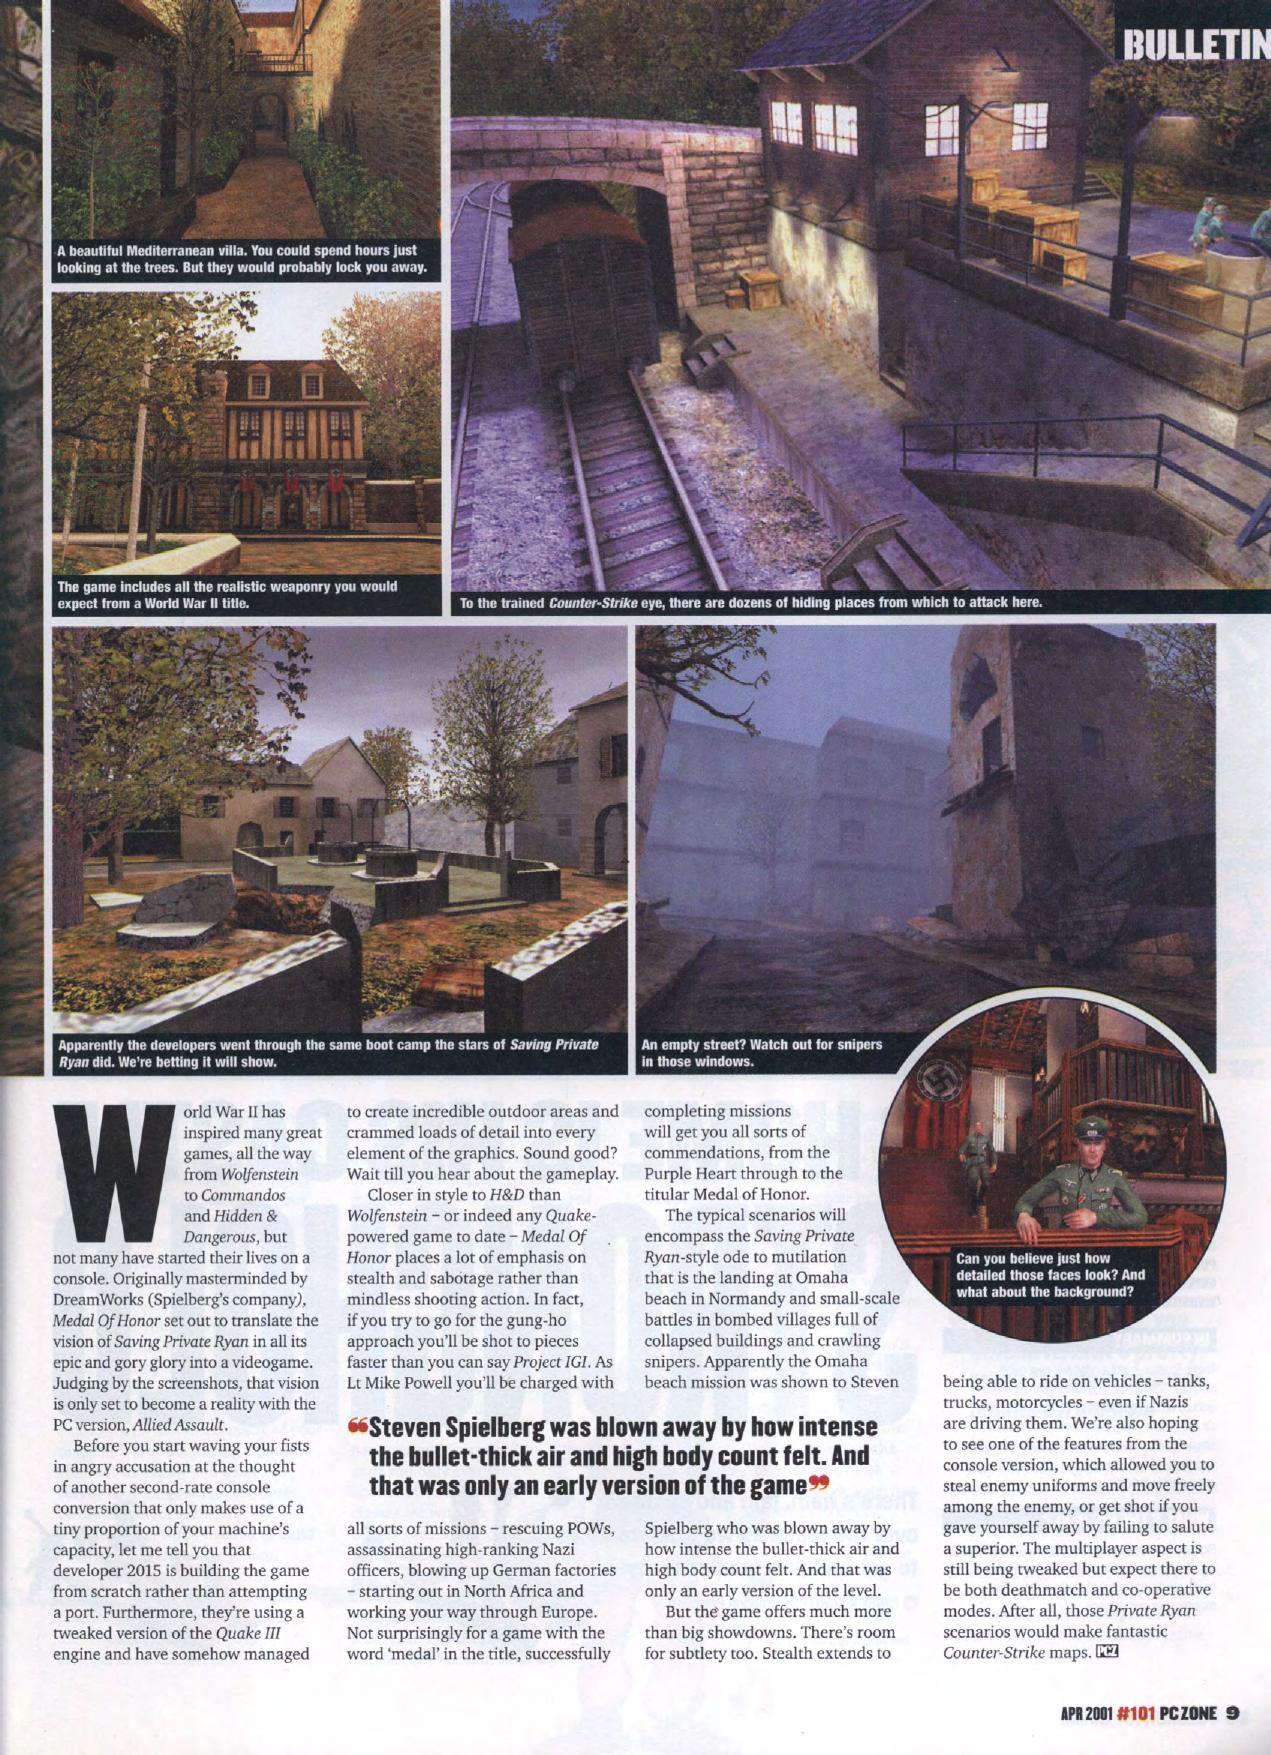 BULLETIN
A beautiful Mediterranean villa. You could spend hours just
looking at the trees. But they would probably lock you away.
The game includes all the realistic weaponry you would
expect from a World War II title.
To the trained Counter-Strike eye, there are dozens of hiding places from which to attack here.
Apparently the developers went through the same boot camp the stars of Saving Private
Ryan did. We're betting it will show.
An empty street? Watch out for snipers
in those windows.
Can you believe just how
detailed those faces look? And
what about the background?
World War II has
inspired many great
games, all the way
from Wolfenstein
to Commandos
and Hidden &
Dangerous, but
not many have started their lives on a
console. Originally masterminded by
DreamWorks (Spielberg's company),
Medal Of Honor set out to translate the
vision of Saving Private Ryan in all its
epic and gory glory into a videogame.
Judging by the screenshots, that vision
is only set to become a reality with the
PC version, Allied Assault.
Before you start waving your fists
in angry accusation at the thought
of another second-rate console
conversion that only makes use of a
tiny proportion of your machine's
capacity, let me tell you that
developer 2015 is building the game
from scratch rather than attempting
a port. Furthermore, they're using a
tweaked version of the Quake III
engine and have somehow managed
to create incredible outdoor areas and
crammed loads of detail into every
element of the graphics. Sound good?
Wait till you hear about the gameplay.
Closer in style to H&D than
Wolfenstein – or indeed any Quake-
powered game to date – Medal Of
Honor places a lot of emphasis on
stealth and sabotage rather than
mindless shooting action. In fact,
if you try to go for the gung-ho
approach you'll be shot to pieces
faster than you can say Project IGI. As
Lt Mike Powell you'll be charged with
all sorts of missions – rescuing POWs,
assassinating high-ranking Nazi
officers, blowing up German factories
– starting out in North Africa and
working your way through Europe.
Not surprisingly for a game with the
word 'medal' in the title, successfully
completing missions
will get you all sorts of
commendations, from the
Purple Heart through to the
titular Medal of Honor.
The typical scenarios will
encompass the Saving Private
Ryan-style ode to mutilation
that is the landing at Omaha
beach in Normandy and small-scale
battles in bombed villages full of
collapsed buildings and crawling
snipers. Apparently the Omaha
beach mission was shown to Steven
Spielberg who was blown away by
how intense the bullet-thick air and
high body count felt. And that was
only an early version of the level.
But the game offers much more
than big showdowns. There's room
for subtlety too. Stealth extends to
being able to ride on vehicles – tanks,
trucks, motorcycles – even if Nazis
are driving them. We're also hoping
to see one of the features from the
console version, which allowed you to
steal enemy uniforms and move freely
among the enemy, or get shot if you
gave yourself away by failing to salute
a superior. The multiplayer aspect is
still being tweaked but expect there to
be both deathmatch and co-operative
modes. After all, those Private Ryan
scenarios would make fantastic
Counter-Strike maps. PCZ
“Steven Spielberg was blown away by how intense
the bullet-thick air and high body count felt. And
that was only an early version of the game”
APR 2001 #101 PC ZONE 9